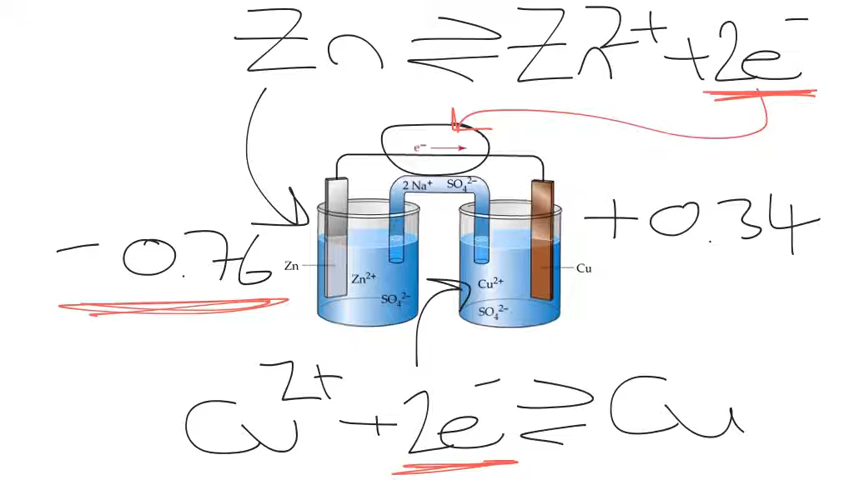 Zn ⇌ Zn²⁺ + 2e⁻
e⁻ →
2 Na⁺ SO₄²⁻
+0.34
-0.76
Zn
Zn²⁺
Cu²⁺
Cu
SO₄²⁻
SO₄²⁻
Cu²⁺ + 2e⁻ ⇌ Cu